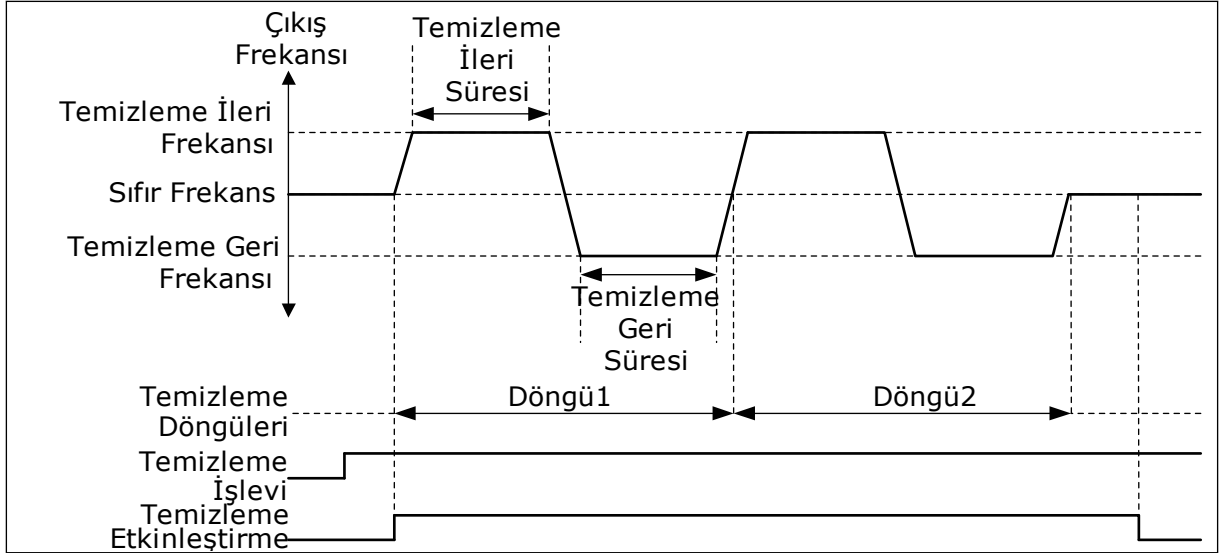 Çıkış
Frekansı
Temizleme
İleri
Süresi
Temizleme İleri
Frekansı
Sıfır Frekans
Temizleme Geri
Frekansı
Temizleme
Geri
Süresi
Temizleme
Döngüleri
Döngü1
Döngü2
Temizleme
İşlevi
Temizleme
Etkinleştirme